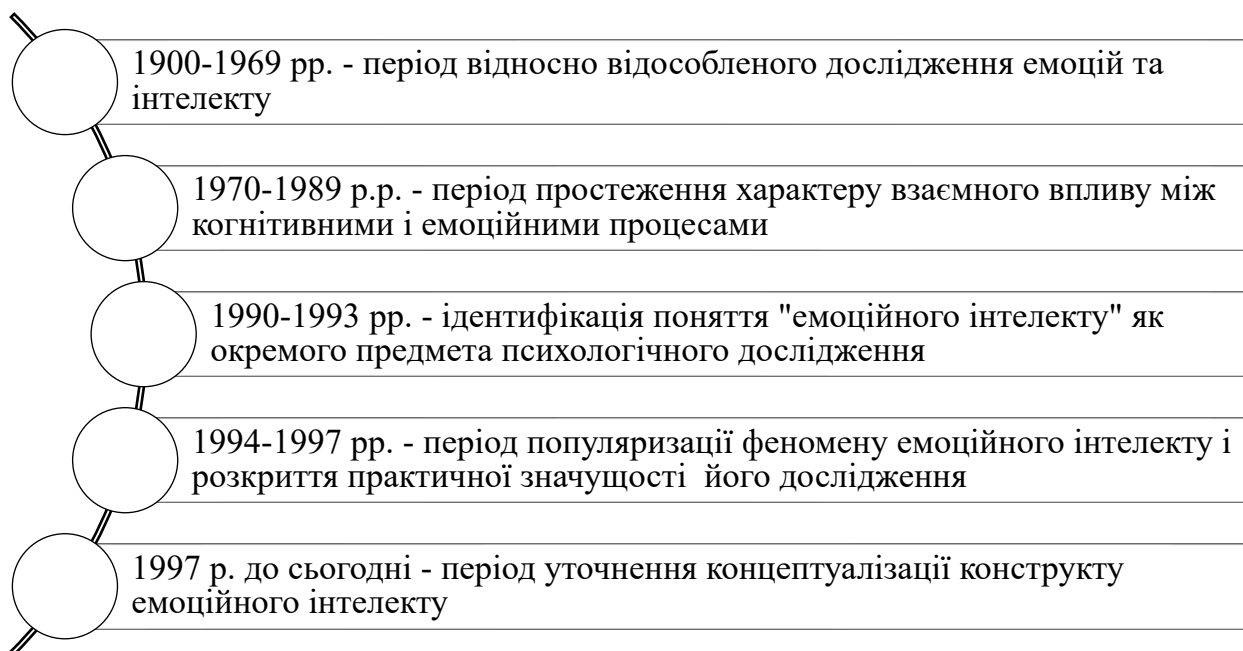 1900-1969 рр. - період відносно відособленого дослідження емоцій та
інтелекту
1970-1989 р.р. - період простеження характеру взаємного впливу між
когнітивними і емоційними процесами
1990-1993 рр. - ідентифікація поняття "емоційного інтелекту" як
окремого предмета психологічного дослідження
1994-1997 рр. - період популяризації феномену емоційного інтелекту і
розкриття практичної значущості  його дослідження
1997 р. до сьогодні - період уточнення концептуалізації конструкту
емоційного інтелекту